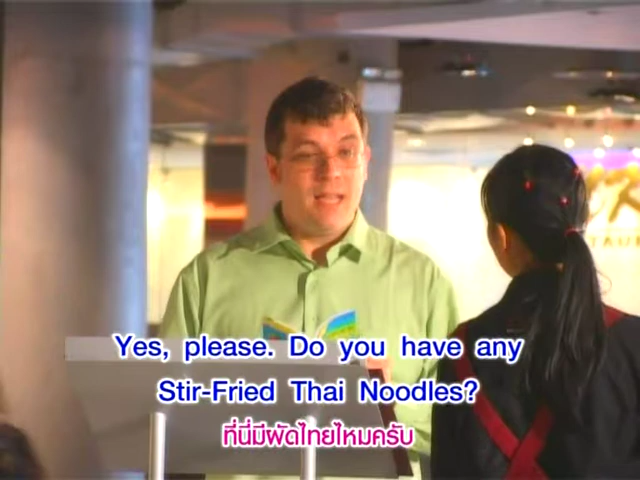 Yes, please. Do you have any
Stir-Fried Thai Noodles?
ที่นี่มีผัดไทยไหมครับ